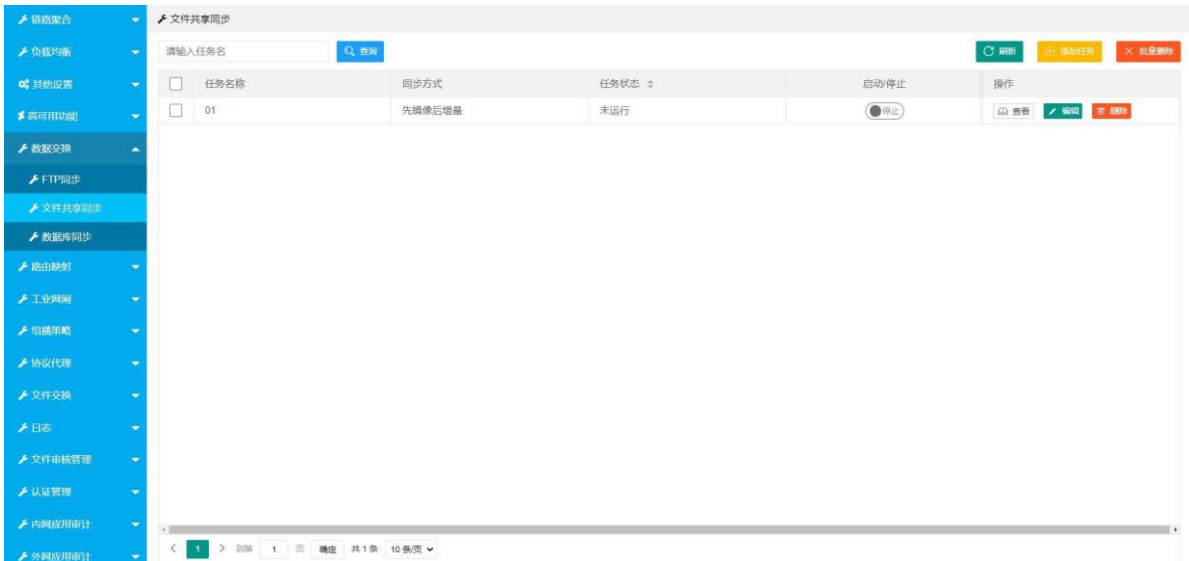 链路聚合
负载均衡
其他设置
高可用功能
数据交换
FTP同步
文件共享同步
数据库同步
路由映射
工业网闸
组播策略
协议代理
文件交换
日志
文件审核管理
认证管理
内网应用审计
外网应用审计
文件共享同步
请输入任务名 查询 刷新 添加任务 批量删除
任务名称 同步方式 任务状态 启动/停止 操作
01 先镜像后增量 未运行 停止 查看 编辑 删除
1 到第 1 页 确定 共 1 条 10 条/页